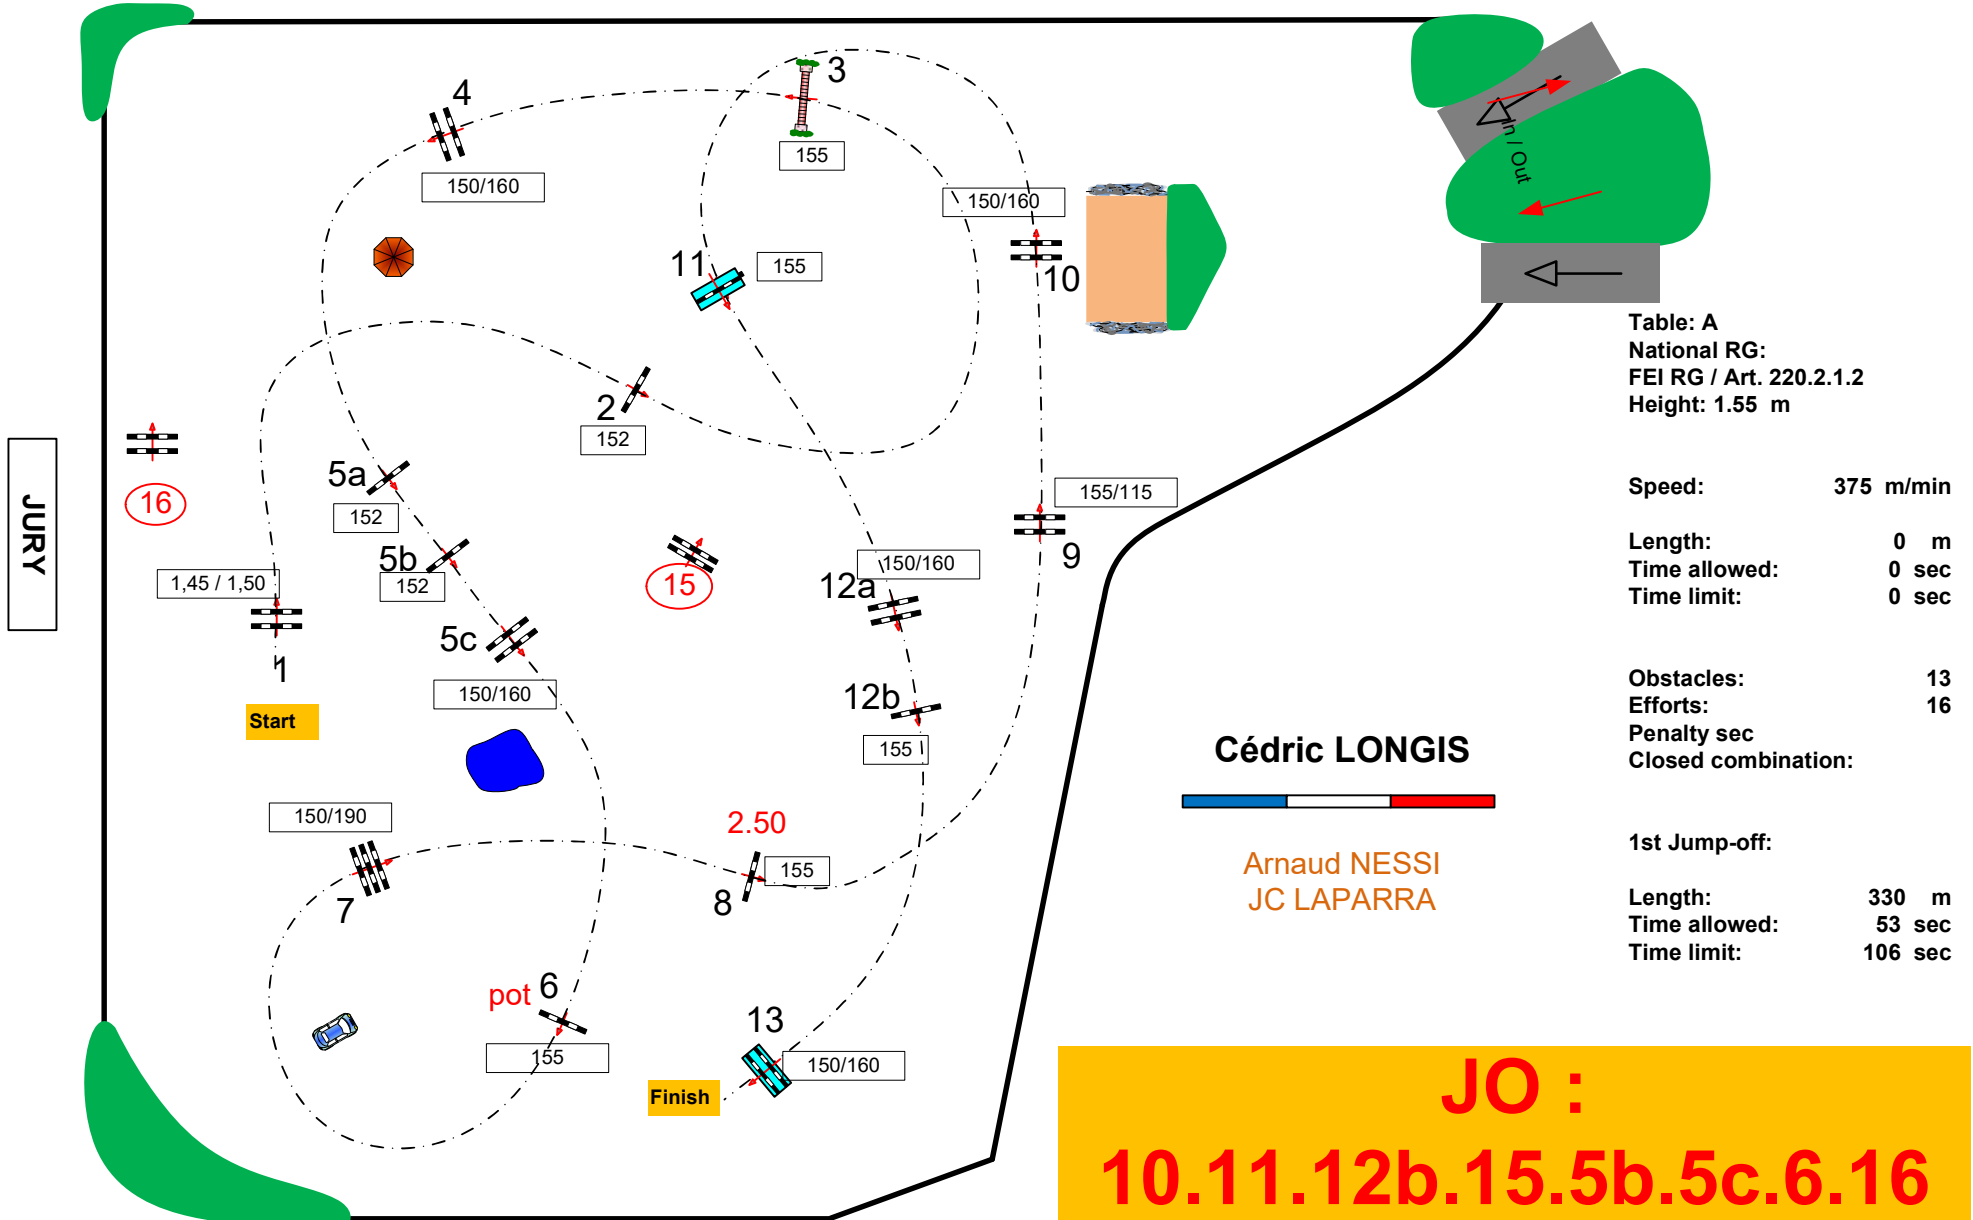 3
4
155
In / Out
150/160
150/160
11
155
10
Table: A
National RG:
FEI RG / Art. 220.2.1.2
Height: 1.55 m
2
152
5a
152
16
JURY
155/115
Speed: 375 m/min
Length: 0 m
Time allowed: 0 sec
Time limit: 0 sec
5b
152
15
9
150/160
12a
1,45 / 1,50
1
Start
5c
150/160
12b
155
Obstacles: 13
Efforts: 16
Penalty sec
Closed combination:
Cédric LONGIS
Arnaud NESSI
JC LAPARRA
1st Jump-off:
Length: 330 m
Time allowed: 53 sec
Time limit: 106 sec
150/190
7
2.50
155
8
pot 6
155
13
150/160
Finish
JO :
10.11.12b.15.5b.5c.6.16